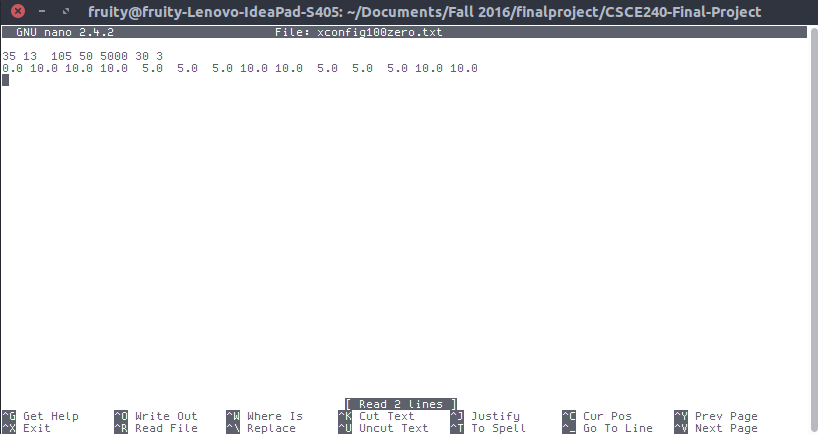 fruity@fruity-Lenovo-IdeaPad-S405: ~/Documents/Fall 2016/finalproject/CSCE240-Final-Project
GNU nano 2.4.2 File: xconfig100zero.txt
35 13  105 50 5000 30 3
0.0 10.0 10.0 10.0  5.0  5.0  5.0 10.0 10.0  5.0  5.0  5.0 10.0 10.0
[ Read 2 lines ]
^G Get Help ^O Write Out ^W Where Is ^K Cut Text ^J Justify ^C Cur Pos ^Y Prev Page
^X Exit ^R Read File ^\ Replace ^U Uncut Text ^T To Spell ^_ Go To Line ^V Next Page